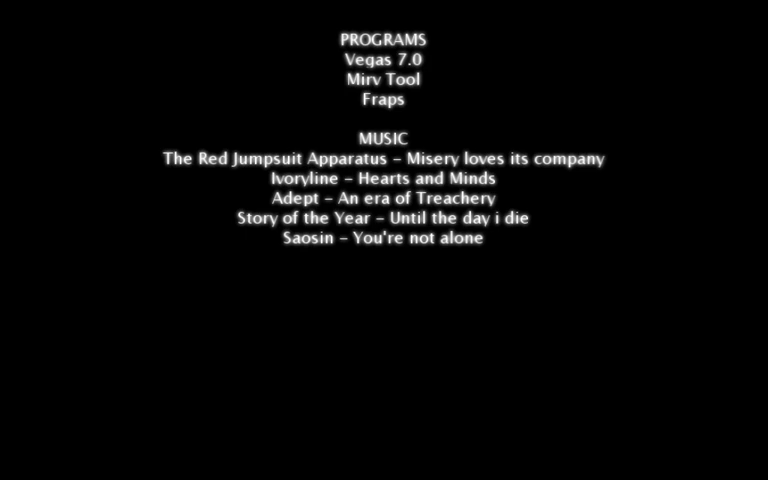 PROGRAMS
Vegas 7.0
Mirv Tool
Fraps
MUSIC
The Red Jumpsuit Apparatus - Misery loves its company
Ivoryline - Hearts and Minds
Adept - An era of Treachery
Story of the Year - Until the day i die
Saosin - You're not alone